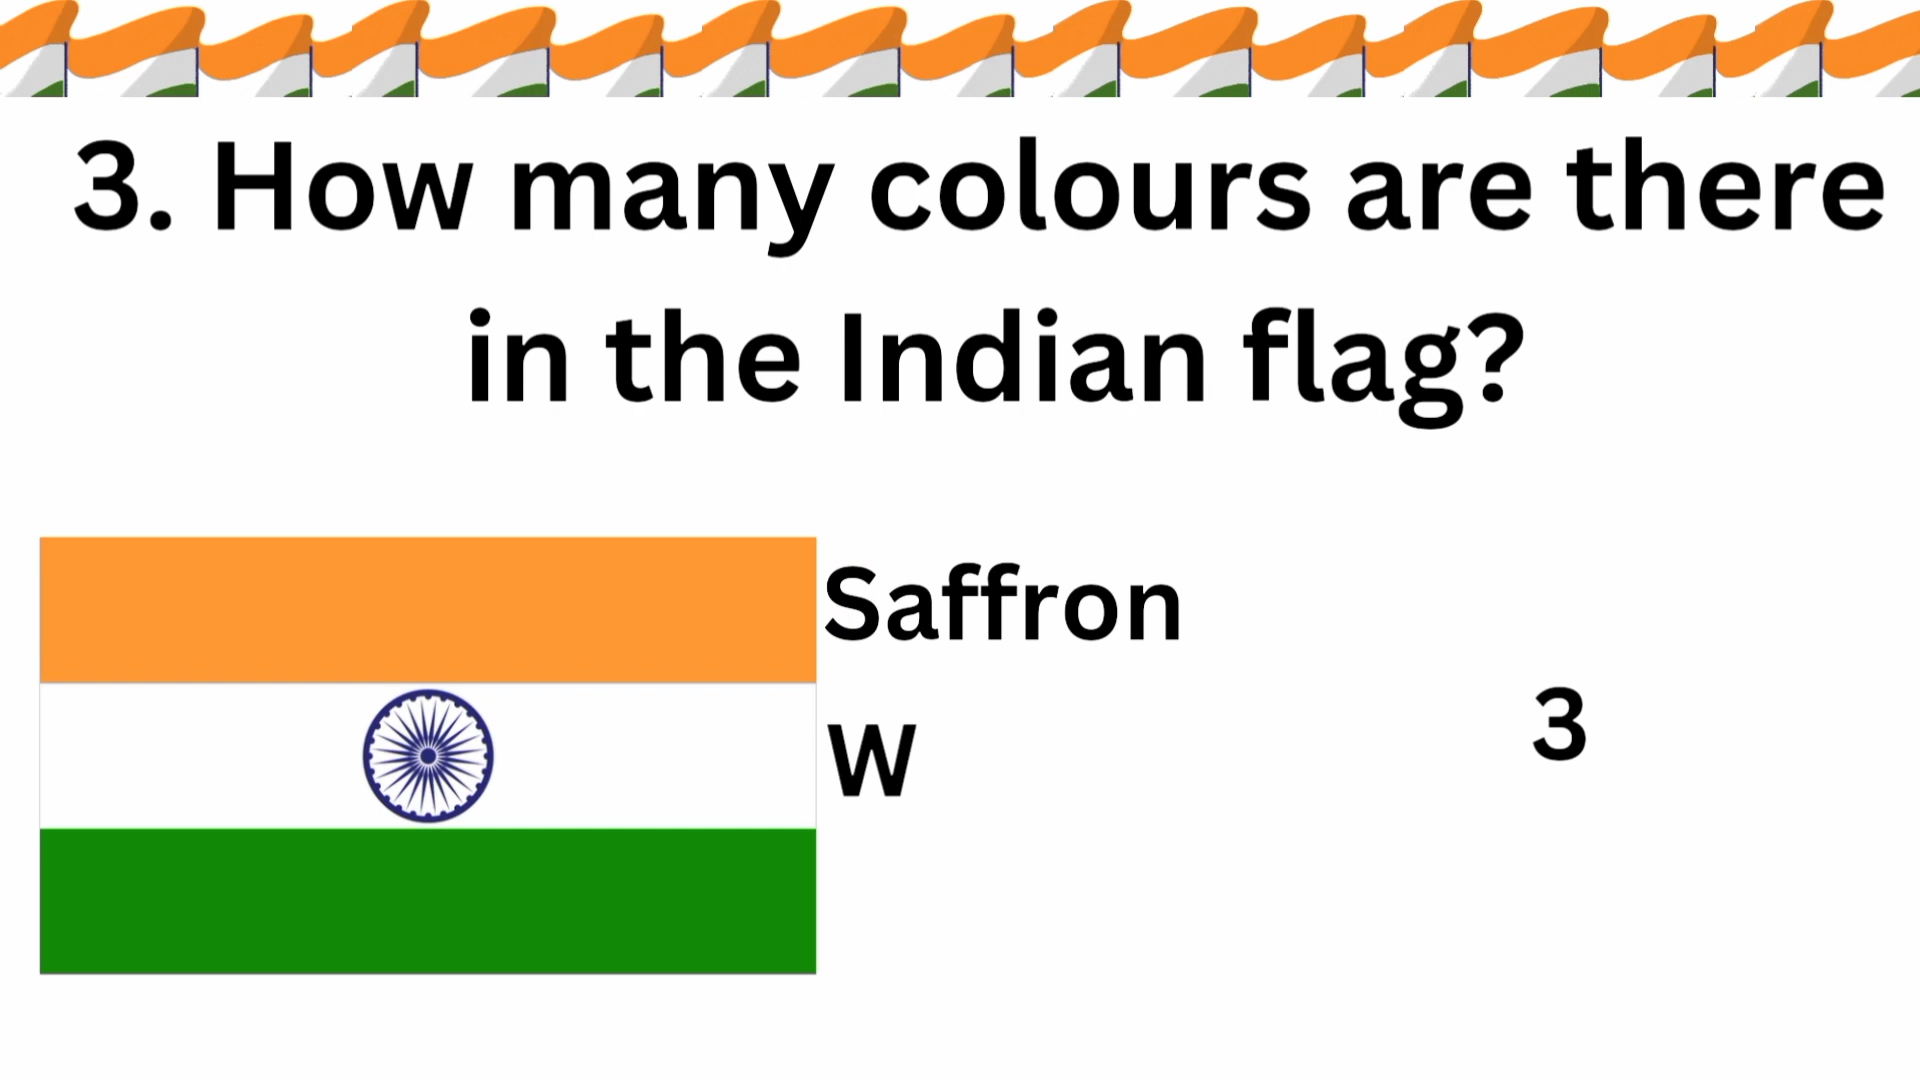 3. How many colours are there
in the Indian flag?
Saffron
W
3